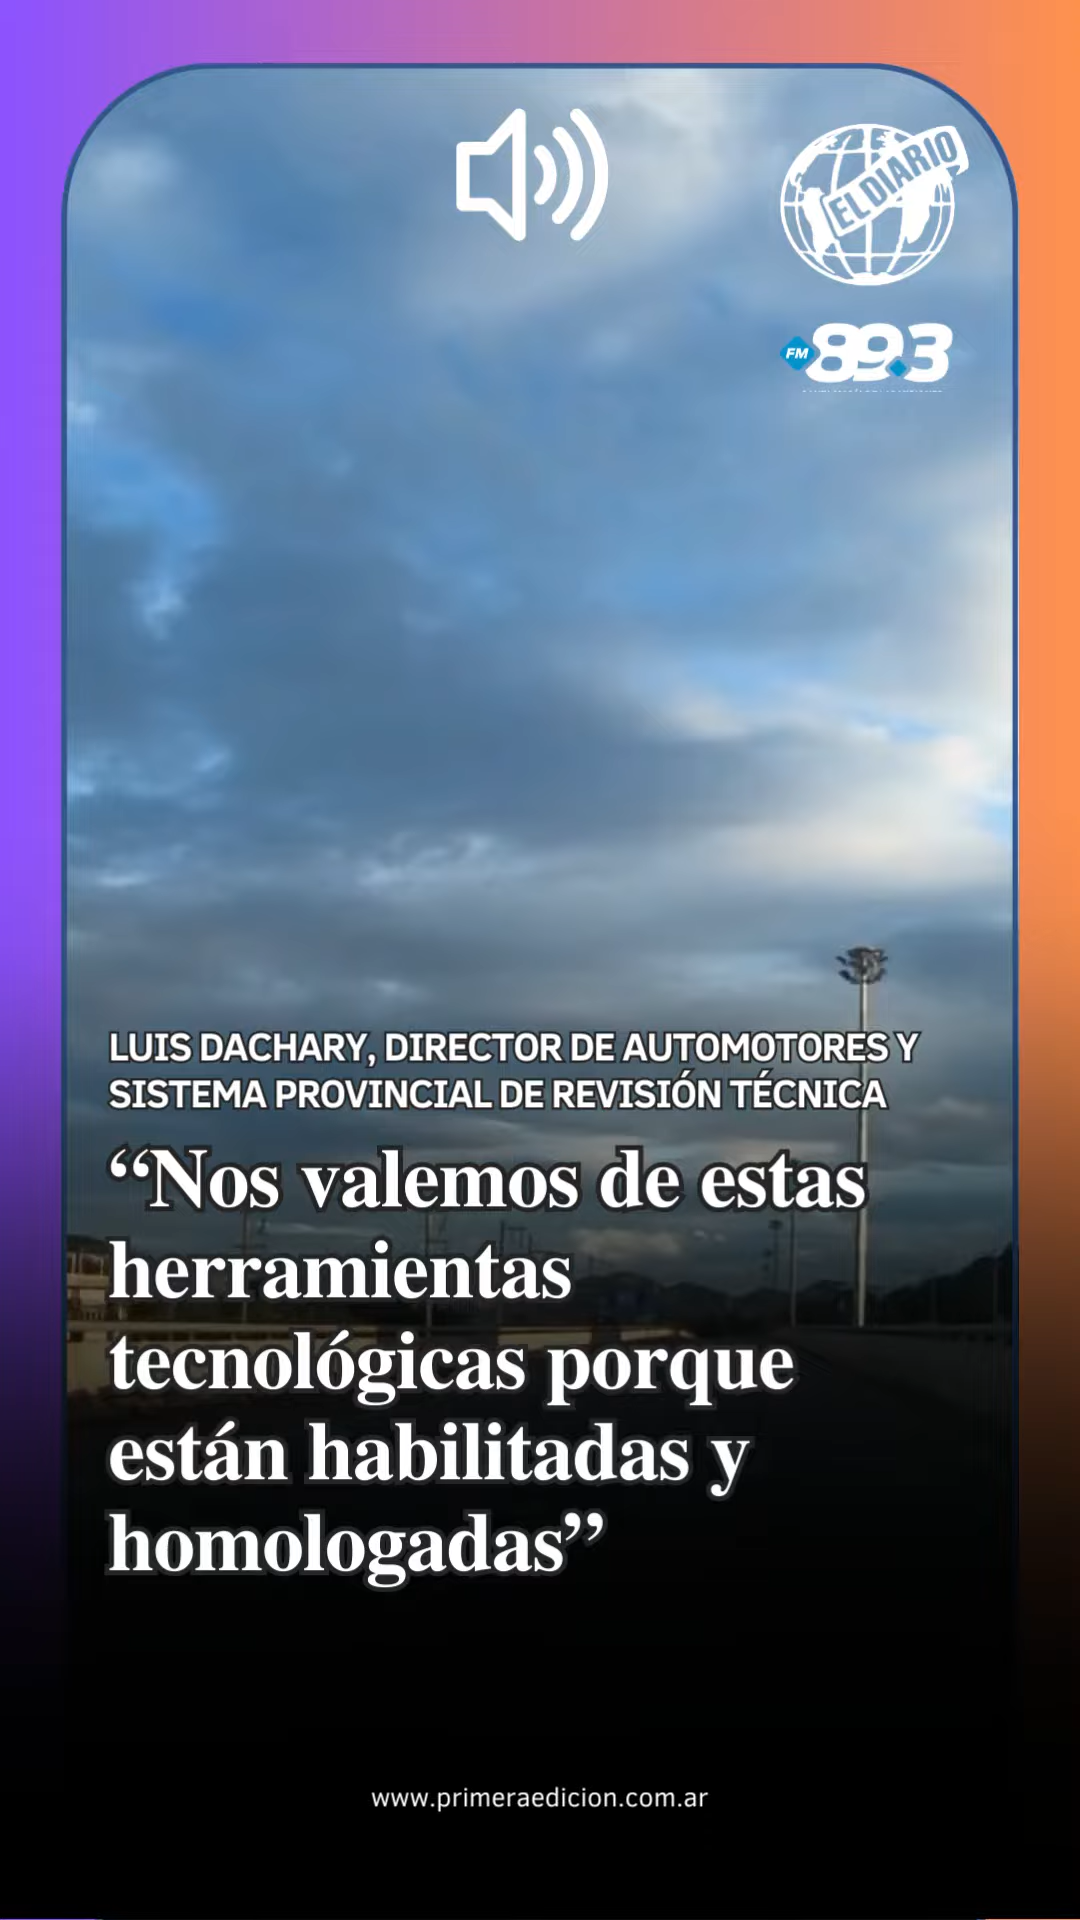 EL DIARIO
FM 89.3
LUIS DACHARY, DIRECTOR DE AUTOMOTORES Y
SISTEMA PROVINCIAL DE REVISIÓN TÉCNICA
“Nos valemos de estas
herramientas
tecnológicas porque
están habilitadas y
homologadas”
www.primeraedicion.com.ar